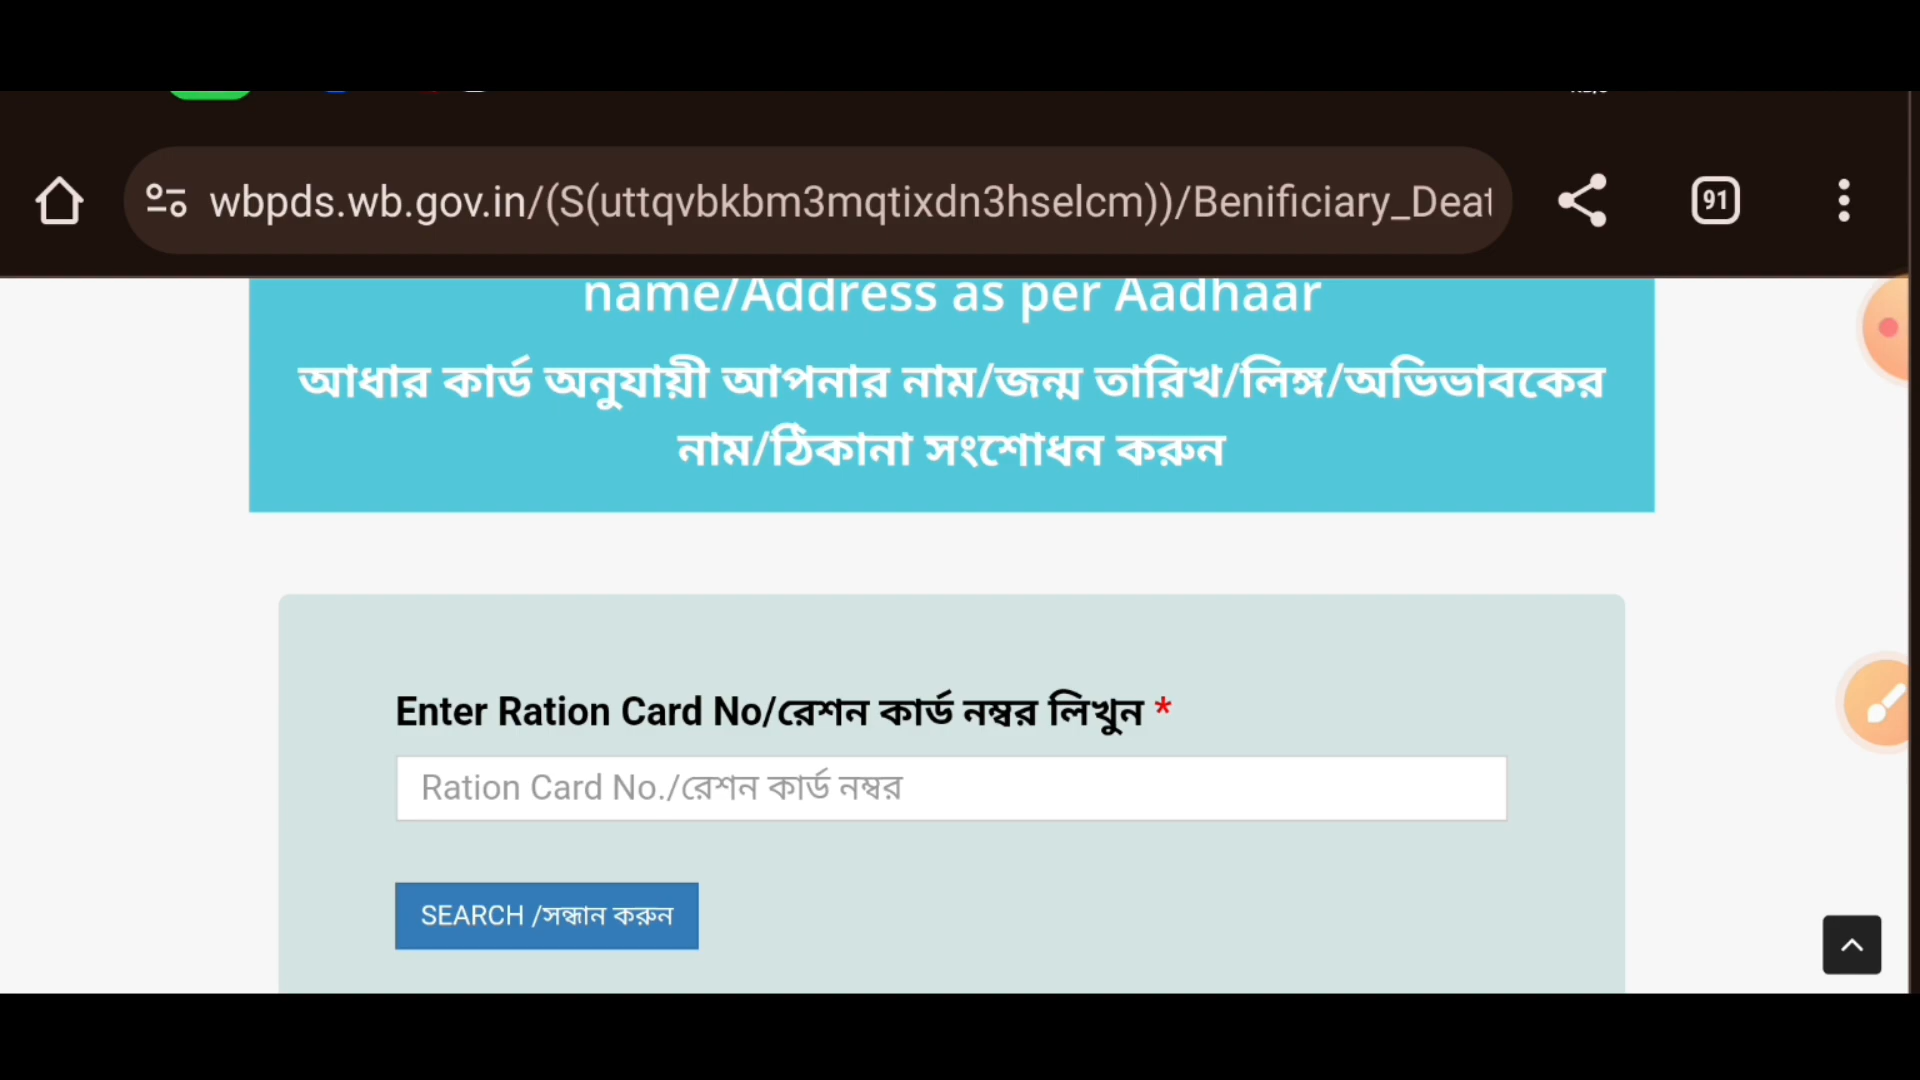 wbpds.wb.gov.in/(S(uttqvbkbm3mqtixdn3hselcm))/Benificiary_Deat
91
name/Address as per Aadhaar
আধার কার্ড অনুযায়ী আপনার নাম/জন্ম তারিখ/লিঙ্গ/অভিভাবকের
নাম/ঠিকানা সংশোধন করুন
Enter Ration Card No/রেশন কার্ড নম্বর লিখুন *
Ration Card No./রেশন কার্ড নম্বর
SEARCH /সন্ধান করুন